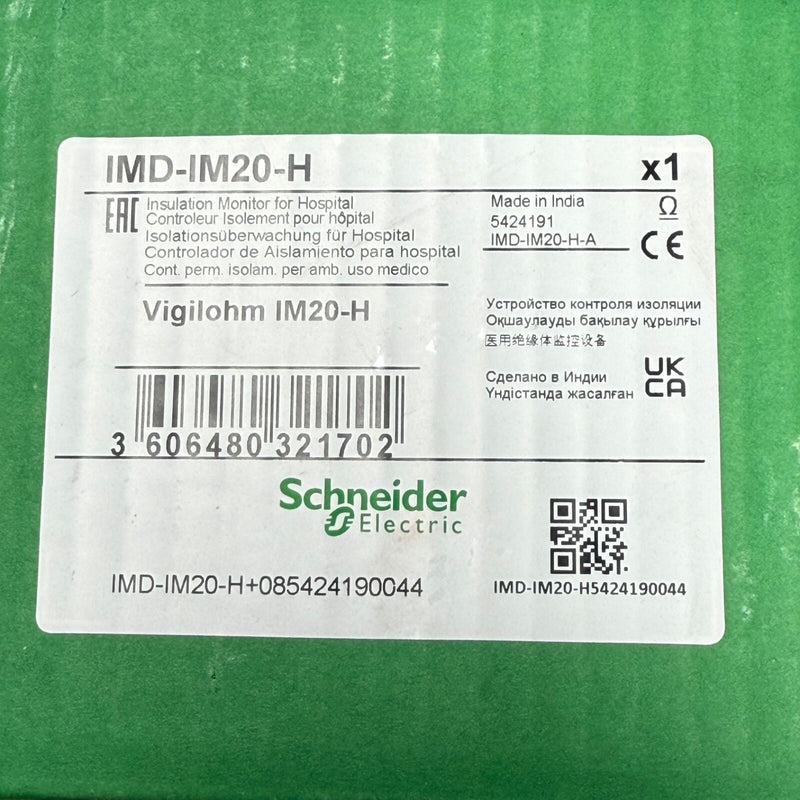 IMD-IM20-H
x1
EAC
Insulation Monitor for Hospital
Controleur Isolement pour hôpital
Isolationsüberwachung für Hospital
Controlador de Aislamiento para hospital
Cont. perm. isolam. per amb. uso medico
Made in India
5424191
IMD-IM20-H-A
Ω
CE
Vigilohm IM20-H
Устройство контроля изоляции
Оқшаулауды бақылау құрылғы
医用绝缘体监控设备
Сделано в Индии
Үндістанда жасалған
UK
CA
3 606480 321702
Schneider
Electric
IMD-IM20-H+085424190044
IMD-IM20-H5424190044